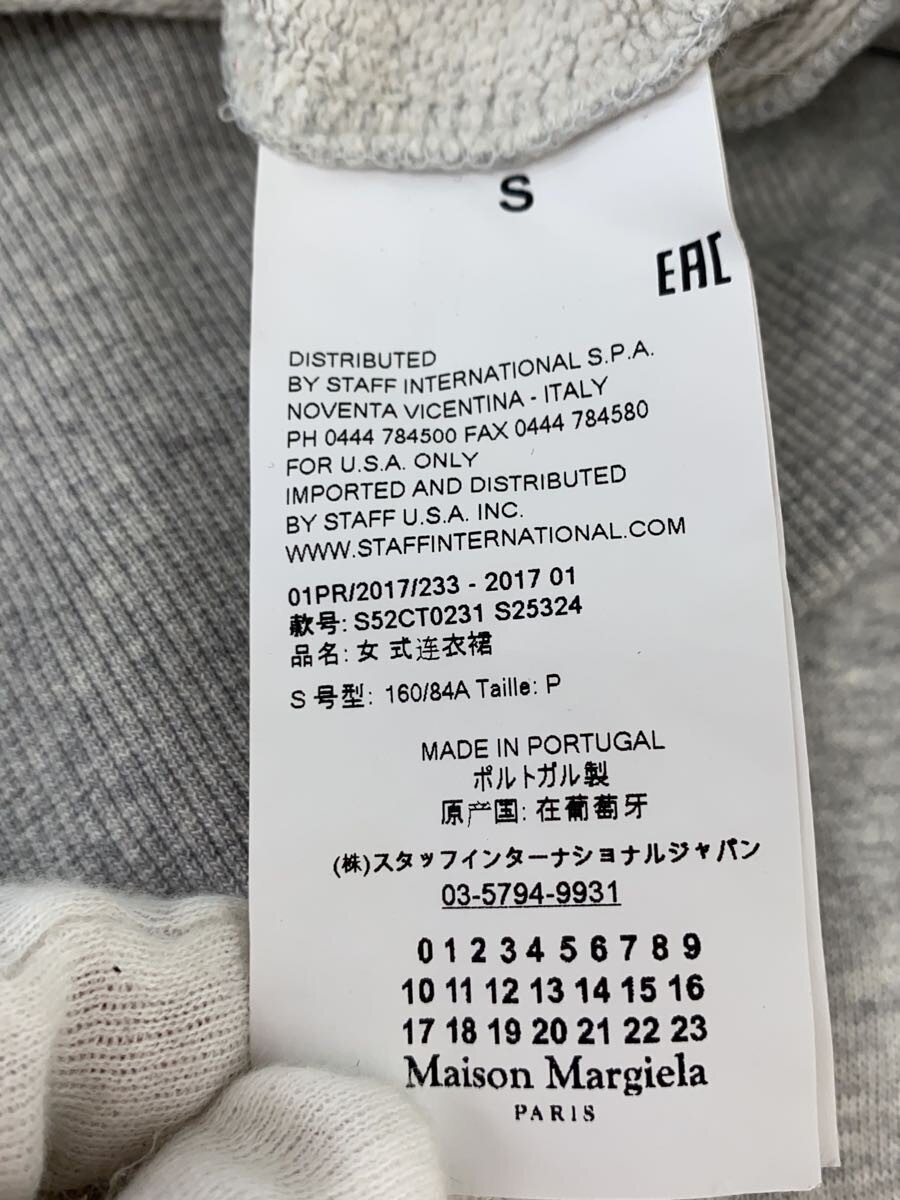 S
EAC
DISTRIBUTED
BY STAFF INTERNATIONAL S.P.A.
NOVENTA VICENTINA - ITALY
PH 0444 784500 FAX 0444 784580
FOR U.S.A. ONLY
IMPORTED AND DISTRIBUTED
BY STAFF U.S.A. INC.
WWW.STAFFINTERNATIONAL.COM
01PR/2017/233 - 2017 01
款号: S52CT0231 S25324
品名: 女 式连衣裙
S 号型: 160/84A Taille: P
MADE IN PORTUGAL
ポルトガル製
原产国: 在葡萄牙
(株)スタッフインターナショナルジャパン
03-5794-9931
0 1 2 3 4 5 6 7 8 9
10 11 12 13 14 15 16
17 18 19 20 21 22 23
Maison Margiela
PARIS